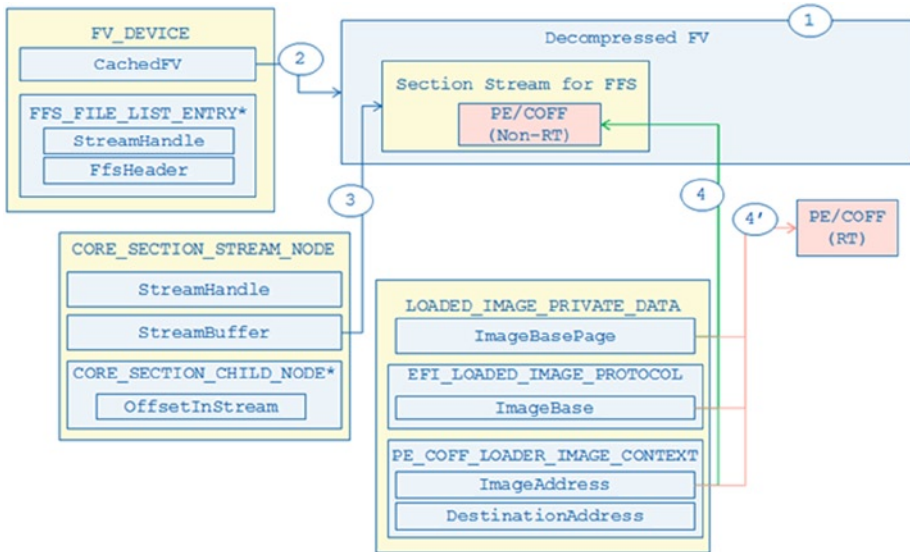 FV_DEVICE
CachedFV
FFS_FILE_LIST_ENTRY*
StreamHandle
FfsHeader
2
1
Decompressed FV
Section Stream for FFS
PE/COFF
(Non-RT)
3
4
4’
PE/COFF
(RT)
CORE_SECTION_STREAM_NODE
StreamHandle
StreamBuffer
CORE_SECTION_CHILD_NODE*
OffsetInStream
LOADED_IMAGE_PRIVATE_DATA
ImageBasePage
EFI_LOADED_IMAGE_PROTOCOL
ImageBase
PE_COFF_LOADER_IMAGE_CONTEXT
ImageAddress
DestinationAddress